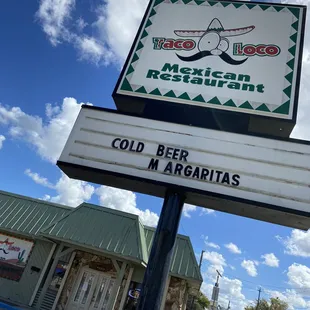 Taco Loco
Mexican
Restaurant
COLD BEER
MARGARITAS